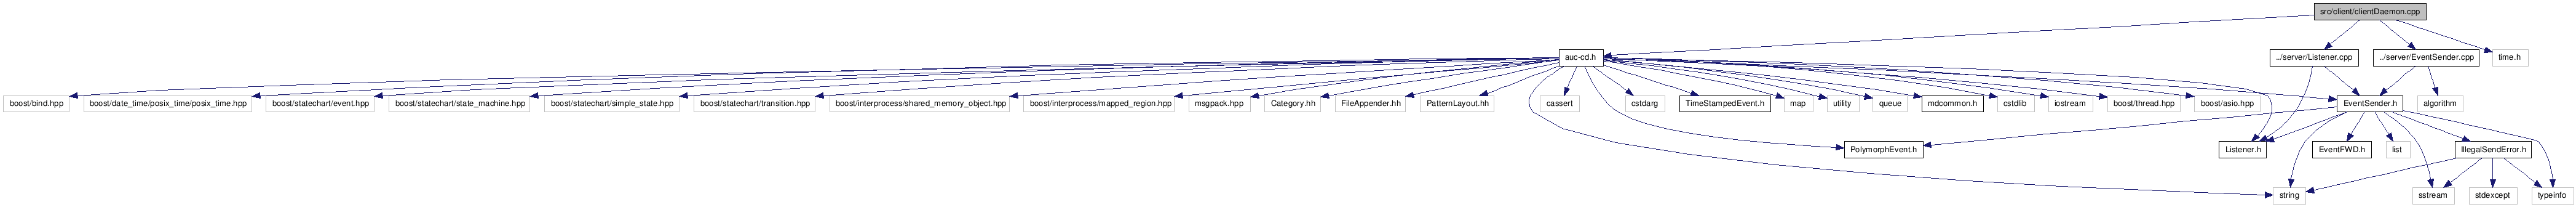 src/client/clientDaemon.cpp
auc-cd.h
../server/Listener.cpp
../server/EventSender.cpp
time.h
boost/bind.hpp
boost/date_time/posix_time/posix_time.hpp
boost/statechart/event.hpp
boost/statechart/state_machine.hpp
boost/statechart/simple_state.hpp
boost/statechart/transition.hpp
boost/interprocess/shared_memory_object.hpp
boost/interprocess/mapped_region.hpp
msgpack.hpp
Category.hh
FileAppender.hh
PatternLayout.hh
cassert
cstdarg
TimeStampedEvent.h
map
utility
queue
mdcommon.h
cstdlib
iostream
boost/thread.hpp
boost/asio.hpp
EventSender.h
algorithm
PolymorphEvent.h
Listener.h
EventFWD.h
list
IllegalSendError.h
string
sstream
stdexcept
typeinfo